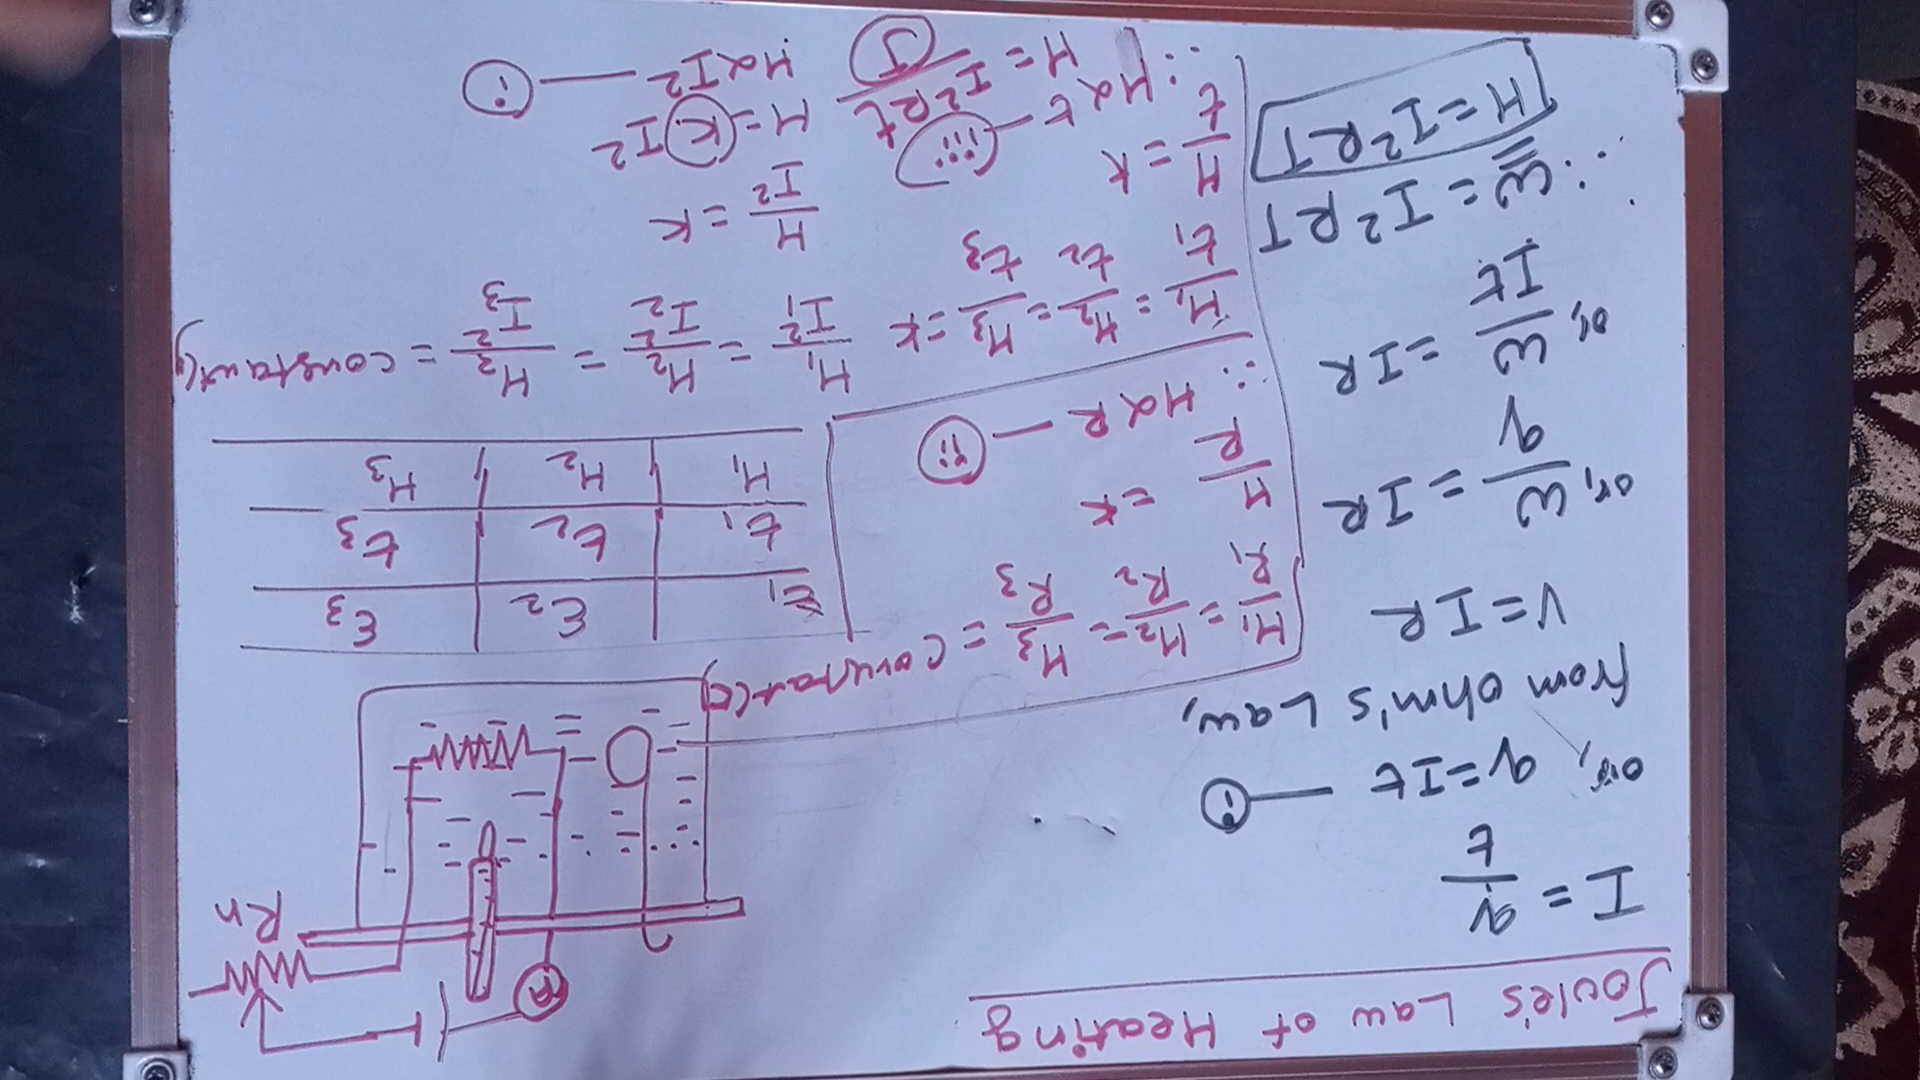 Joule's Law of Heating
I = q/t
or, q = It — (i)
from ohm's Law,
V = IR
or, W/q = IR
or, W/It = IR
∴ W = I²RT
H = I²RT
A
Rh
H₁/R₁ = H₂/R₂ = H₃/R₃ = constant(
H/R = k
∴ H α R — (ii)
H₁/t₁ = H₂/t₂ = H₃/t₃ = k
H/t = k
∴ H α t — (iii)
H = I²Rt/J
E₁ E₂ E₃
t₁ t₂ t₃
H₁ H₂ H₃
H₁/I₁² = H₂/I₂² = H₃/I₃² = constant(
H/I² = k
H = kI²
H α I² — (i)